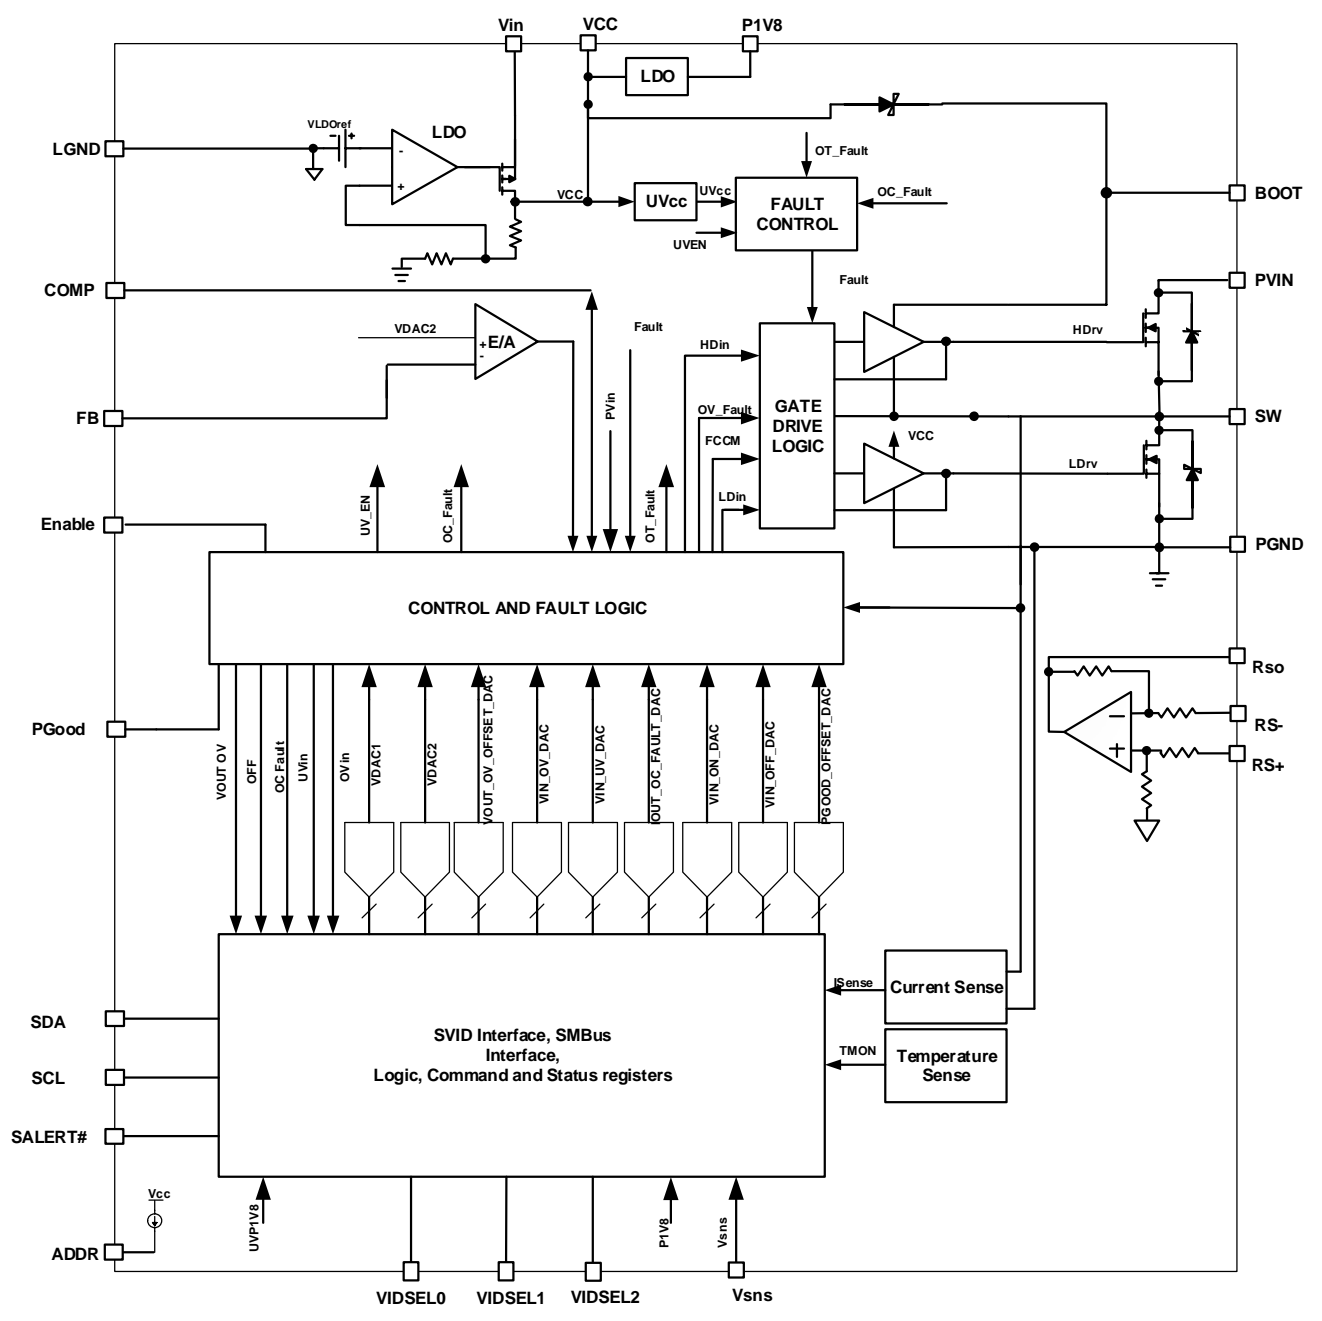 Vin
VCC
P1V8
LDO
VLDOref
- +
LDO
-
+
LGND
VCC
UVcc
UVcc
UVEN
OT_Fault
FAULT
CONTROL
OC_Fault
BOOT
Fault
COMP
PVIN
VDAC2
+
E/A
-
Fault
HDin
HDrv
FB
PVin
OV_Fault
GATE
DRIVE
LOGIC
SW
FCCM
VCC
LDin
LDrv
Enable
UV_EN
OC_Fault
OT_Fault
PGND
CONTROL AND FAULT LOGIC
Rso
RS-
RS+
PGood
VOUT OV
OFF
OC Fault
UVin
OVin
VDAC1
VDAC2
VOUT_OV_OFFSET_DAC
VIN_OV_DAC
VIN_UV_DAC
IOUT_OC_FAULT_DAC
VIN_ON_DAC
VIN_OFF_DAC
PGOOD_OFFSET_DAC
ISense
Current Sense
SDA
SVID Interface, SMBus
Interface,
Logic, Command and Status registers
TMON
Temperature
Sense
SCL
SALERT#
Vcc
ADDR
UVP1V8
P1V8
Vsns
VIDSEL0
VIDSEL1
VIDSEL2
Vsns